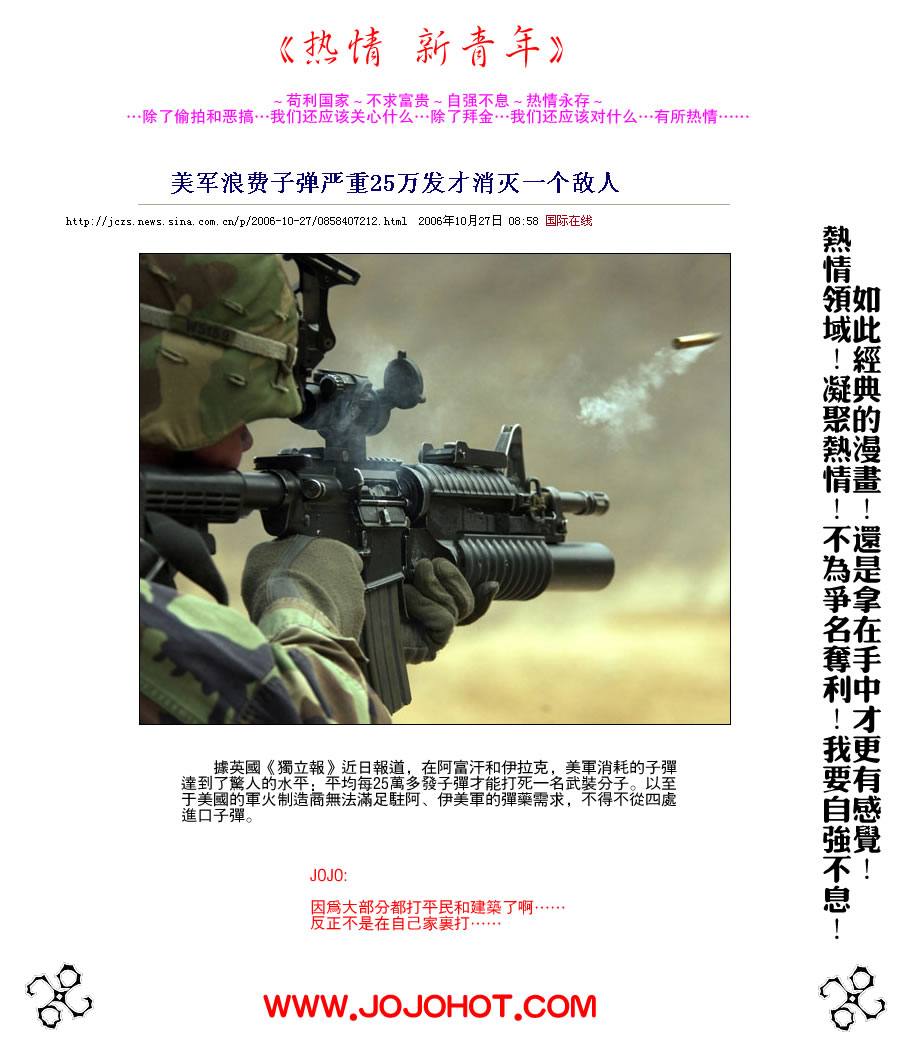 《热情 新青年》
～苟利国家～不求富贵～自强不息～热情永存～
…除了偷拍和恶搞…我们还应该关心什么…除了拜金…我们还应该对什么…有所热情……
美军浪费子弹严重25万发才消灭一个敌人
http://jczs.news.sina.com.cn/p/2006-10-27/0858407212.html 2006年10月27日 08:58 国际在线
據英國《獨立報》近日報道，在阿富汗和伊拉克，美軍消耗的子彈
達到了驚人的水平；平均每25萬多發子彈才能打死一名武裝分子。以至
于美國的軍火制造商無法滿足駐阿、伊美軍的彈藥需求，不得不從四處
進口子彈。
JOJO:
因爲大部分都打平民和建築了啊……
反正不是在自己家裏打……
如此經典的漫畫！還是拿在手中才更有感覺！
熱情領域！凝聚熱情！不為爭名奪利！我要自強不息！
WWW.JOJOHOT.COM